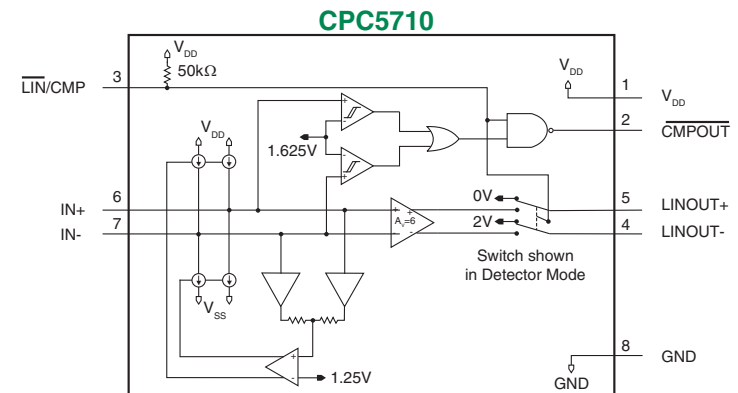 CPC5710
V_DD
50kΩ
3
LIN/CMP
V_DD
1
V_DD
2
CMPOUT
V_DD
1.625V
+
-
-
+
6
IN+
7
IN-
+
+
A_V=6
-
-
0V
2V
5
LINOUT+
4
LINOUT-
Switch shown
in Detector Mode
V_SS
+
-
1.25V
8
GND
GND